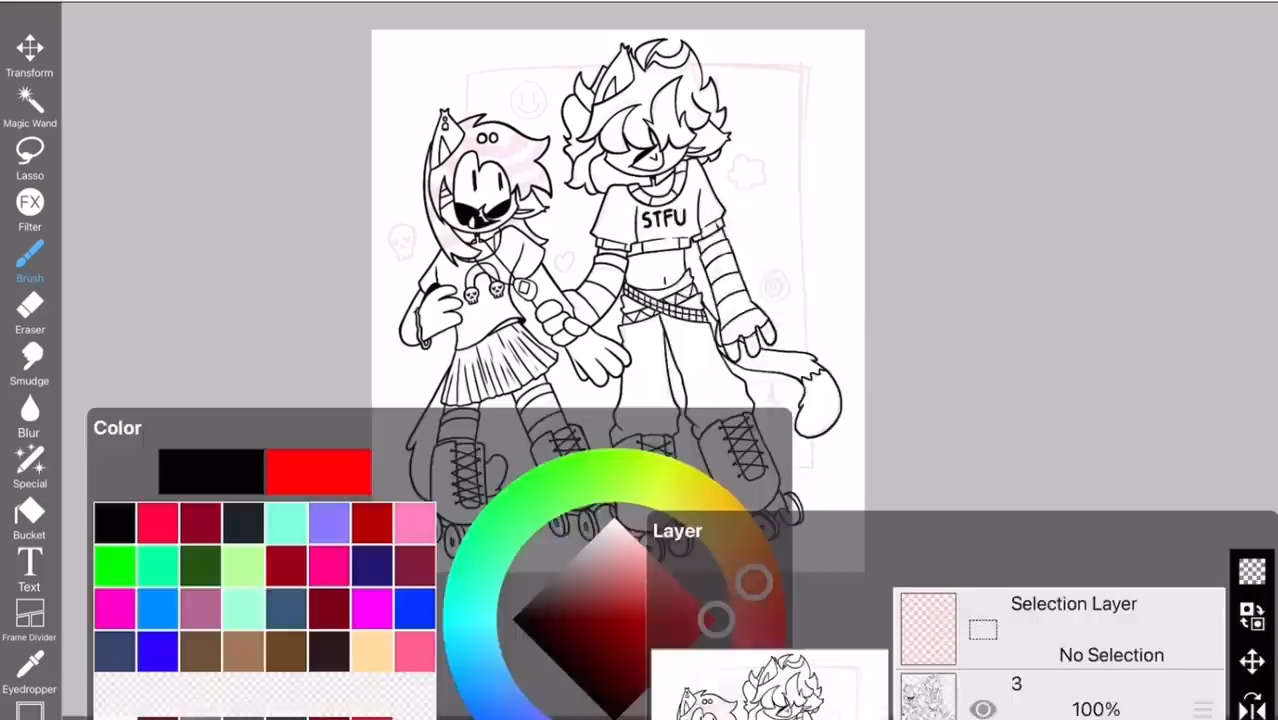 Transform
Magic Wand
Lasso
FX
Filter
Brush
Eraser
Smudge
Blur
Special
Bucket
T
Text
Frame Divider
Eyedropper
STFU
Color
Layer
Selection Layer
No Selection
3
100%